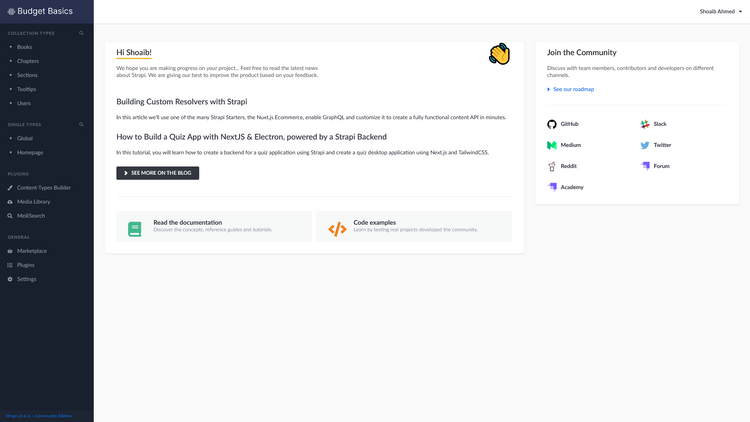 Budget Basics
Shoaib Ahmed
COLLECTION TYPES
Books
Chapters
Sections
Tooltips
Users
SINGLE TYPES
Global
Homepage
PLUGINS
Content-Types Builder
Media Library
MeiliSearch
GENERAL
Marketplace
Plugins
Settings
Hi Shoaib!
We hope you are making progress on your project... Feel free to read the latest news
about Strapi. We are giving our best to improve the product based on your feedback.
Building Custom Resolvers with Strapi
In this article we'll use one of the many Strapi Starters, the Nuxt.js Ecommerce, enable GraphQL and customize it to create a fully functional content API in minutes.
How to Build a Quiz App with NextJS & Electron, powered by a Strapi Backend
In this tutorial, you will learn how to create a backend for a quiz application using Strapi and create a quiz desktop application using Next.js and TailwindCSS.
SEE MORE ON THE BLOG
Read the documentation
Discover the concepts, reference guides and tutorials.
Code examples
Learn by testing real projects developed the community.
Join the Community
Discuss with team members, contributors and developers on different
channels.
See our roadmap
GitHub
Slack
Medium
Twitter
Reddit
Forum
Academy
— Community Edition